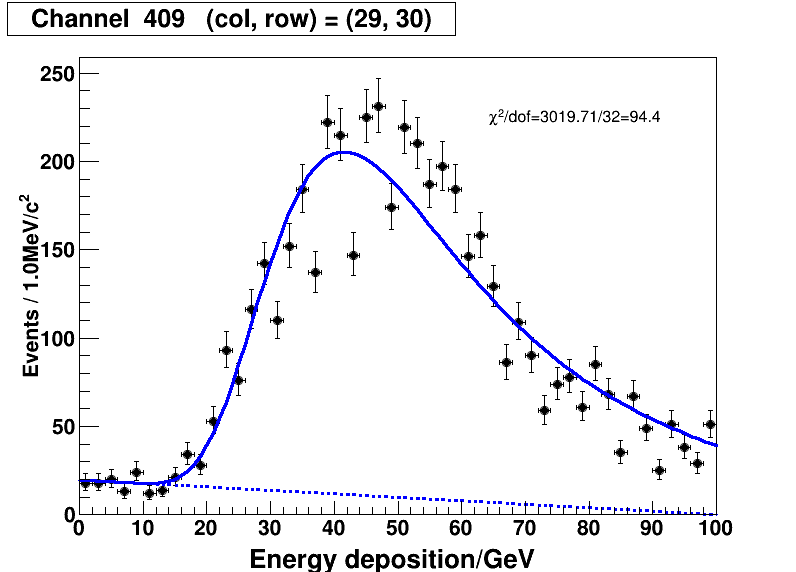 Channel 409 (col, row) = (29, 30)
χ²/dof=3019.71/32=94.4
Events / 1.0MeV/c²
250
200
150
100
50
0
0 10 20 30 40 50 60 70 80 90 100
Energy deposition/GeV